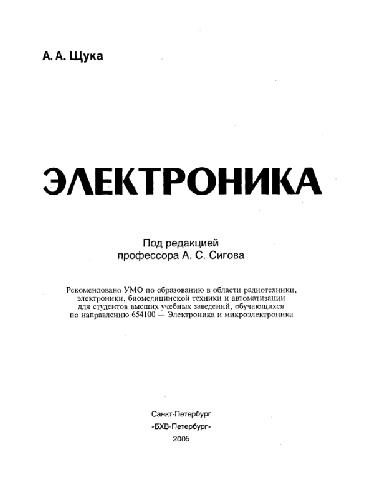 А. А. Щука
ЭЛЕКТРОНИКА
Под редакцией
профессора А. С. Сигова
Рекомендовано УМО по образованию в области радиотехники,
электроники, биомедицинской техники и автоматизации
для студентов высших учебных заведений, обучающихся
по направлению 654100 — Электроника и микроэлектроника
Санкт-Петербург
«БХВ-Петербург»
2005